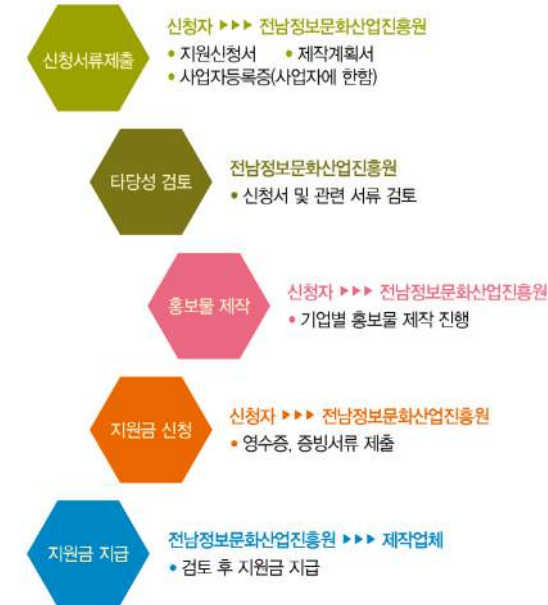 신청서류제출
신청자 ▶▶▶ 전남정보문화산업진흥원
• 지원신청서 • 제작계획서
• 사업자등록증(사업자에 한함)
타당성 검토
전남정보문화산업진흥원
• 신청서 및 관련 서류 검토
홍보물 제작
신청자 ▶▶▶ 전남정보문화산업진흥원
• 기업별 홍보물 제작 진행
지원금 신청
신청자 ▶▶▶ 전남정보문화산업진흥원
• 영수증, 증빙서류 제출
지원금 지급
전남정보문화산업진흥원 ▶▶▶ 제작업체
• 검토 후 지원금 지급